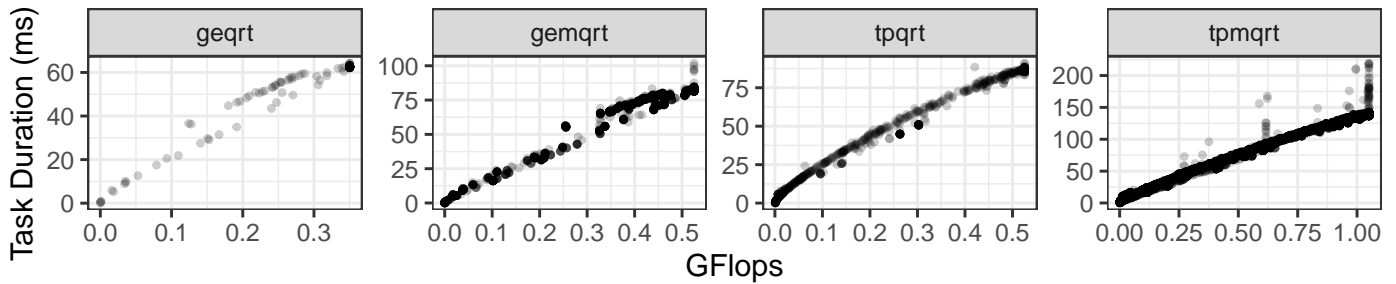 Task Duration (ms)
geqrt gemqrt tpqrt tpmqrt
60 100 75 200
40 75 50 150
20 50 25 100
0 25 0 50
0 0
0.0 0.1 0.2 0.3 0.0 0.1 0.2 0.3 0.4 0.5 0.0 0.1 0.2 0.3 0.4 0.5 0.00 0.25 0.50 0.75 1.00
GFlops